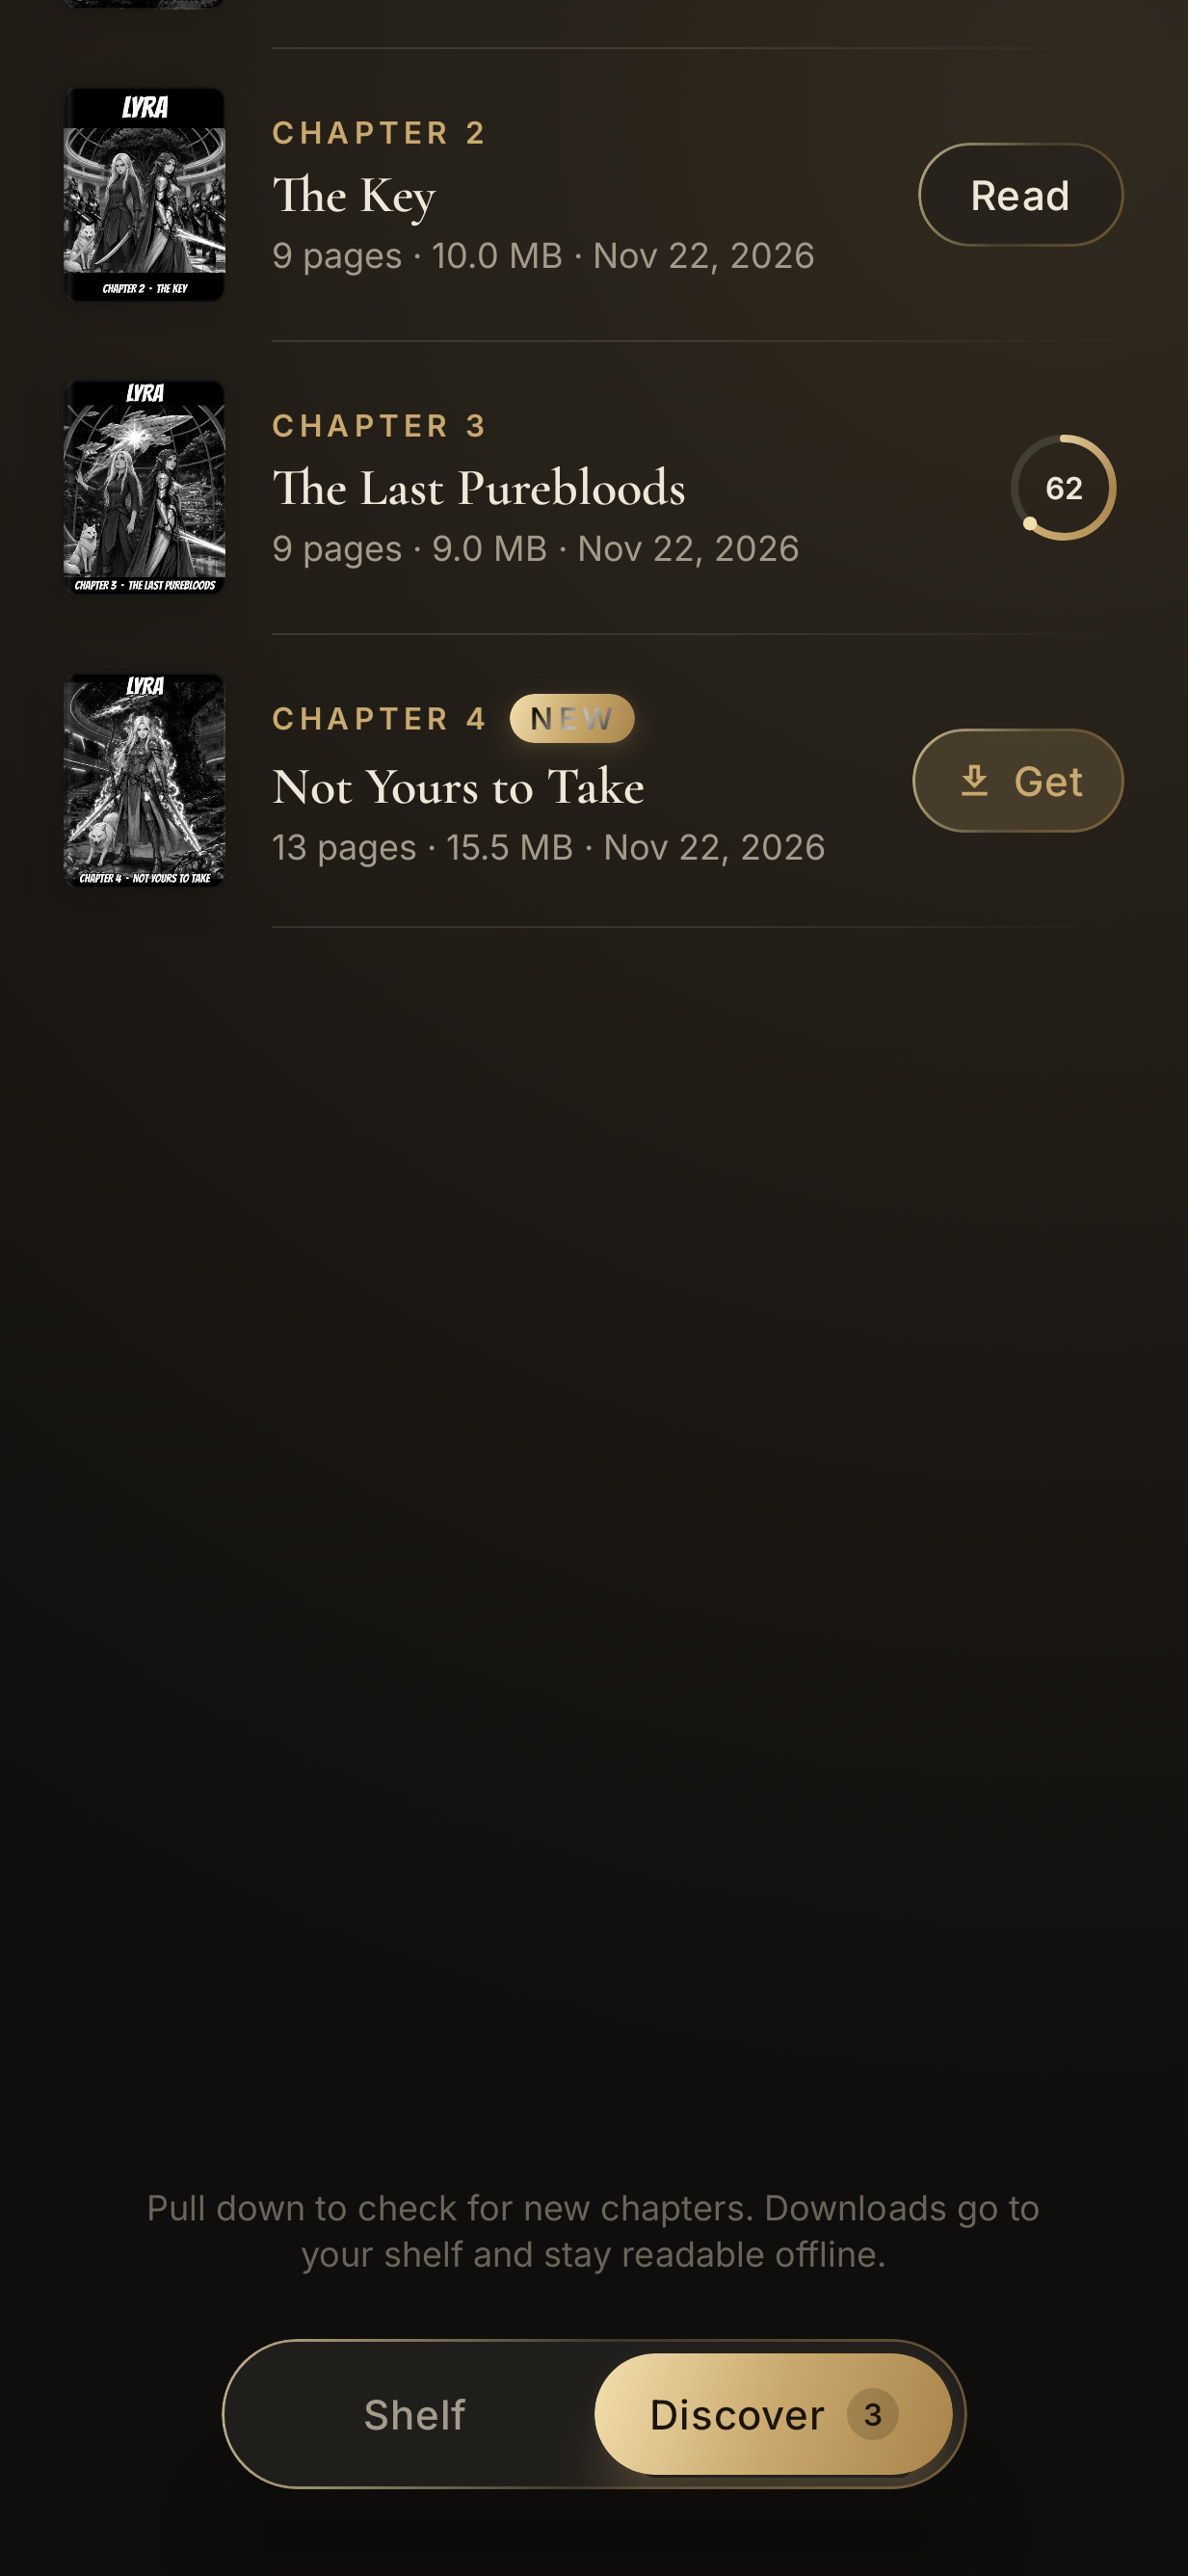 LYRA
CHAPTER 2 · THE KEY
CHAPTER 2
The Key
9 pages · 10.0 MB · Nov 22, 2026
Read
LYRA
CHAPTER 3 · THE LAST PUREBLOODS
CHAPTER 3
The Last Purebloods
9 pages · 9.0 MB · Nov 22, 2026
62
LYRA
CHAPTER 4 · NOT YOURS TO TAKE
CHAPTER 4 NEW
Not Yours to Take
13 pages · 15.5 MB · Nov 22, 2026
Get
Pull down to check for new chapters. Downloads go to
your shelf and stay readable offline.
Shelf
Discover 3